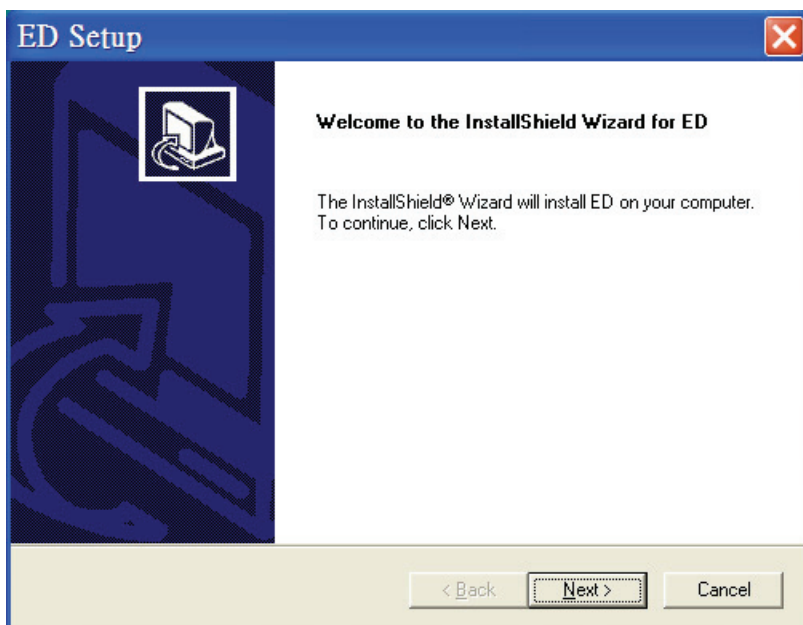 ED Setup
Welcome to the InstallShield Wizard for ED
The InstallShield® Wizard will install ED on your computer.
To continue, click Next.
< Back
Next >
Cancel